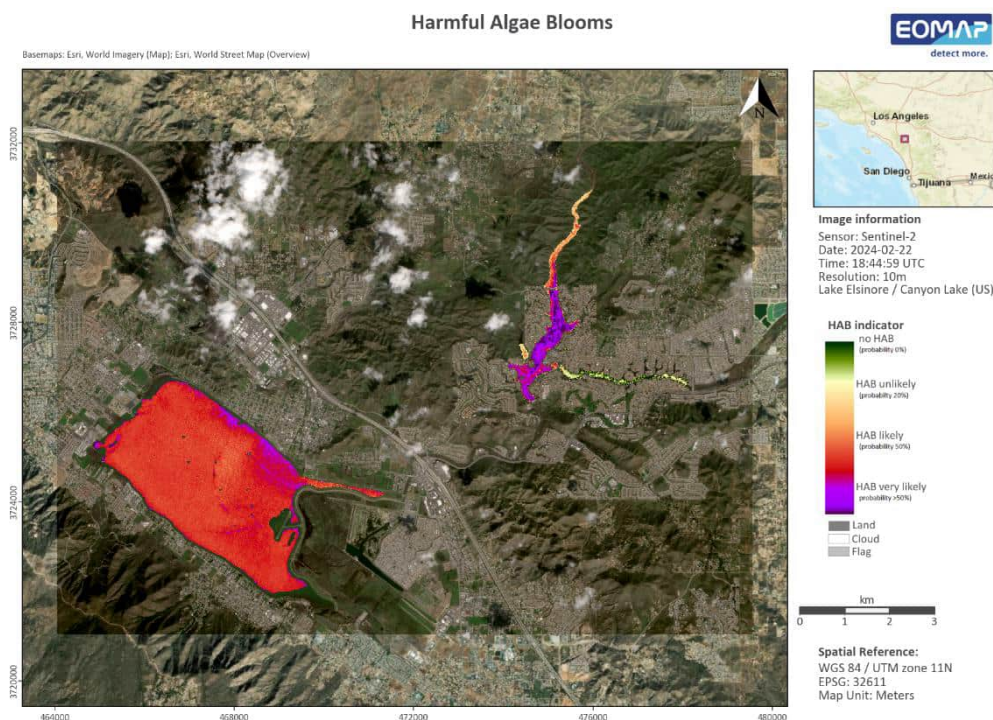 Harmful Algae Blooms
EOMAP
detect more.
Basemaps: Esri, World Imagery (Map); Esri, World Street Map (Overview)
N
3732000
3728000
3724000
3720000
464000
468000
472000
476000
480000
Los Angeles
San Diego
Tijuana
Mexic
Image information
Sensor: Sentinel-2
Date: 2024-02-22
Time: 18:44:59 UTC
Resolution: 10m
Lake Elsinore / Canyon Lake (US)
HAB indicator
no HAB
(probability 0%)
HAB unlikely
(probability 20%)
HAB likely
(probability 50%)
HAB very likely
(probability >50%)
Land
Cloud
Flag
km
0 1 2 3
Spatial Reference:
WGS 84 / UTM zone 11N
EPSG: 32611
Map Unit: Meters